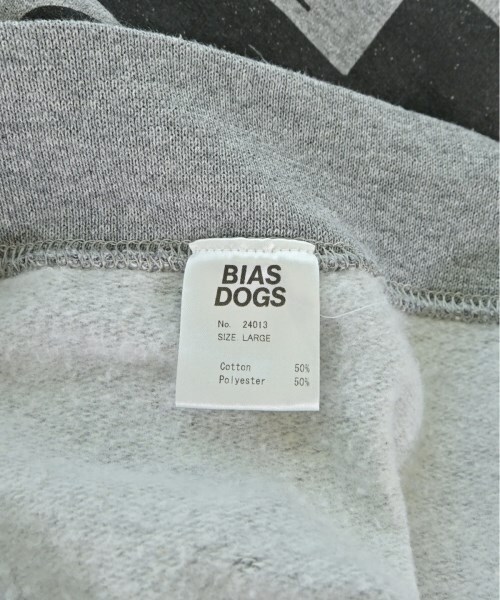 BIAS
DOGS
No. 24013
SIZE LARGE
Cotton 50%
Polyester 50%